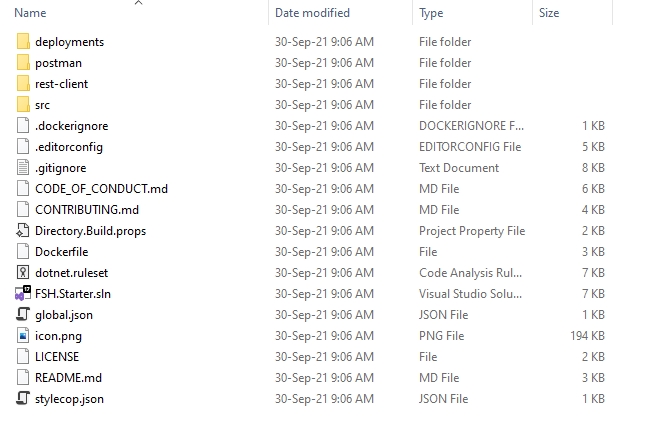 Name Date modified Type Size
deployments 30-Sep-21 9:06 AM File folder
postman 30-Sep-21 9:06 AM File folder
rest-client 30-Sep-21 9:06 AM File folder
src 30-Sep-21 9:06 AM File folder
.dockerignore 30-Sep-21 9:06 AM DOCKERIGNORE F... 1 KB
.editorconfig 30-Sep-21 9:06 AM EDITORCONFIG File 5 KB
.gitignore 30-Sep-21 9:06 AM Text Document 8 KB
CODE_OF_CONDUCT.md 30-Sep-21 9:06 AM MD File 6 KB
CONTRIBUTING.md 30-Sep-21 9:06 AM MD File 4 KB
Directory.Build.props 30-Sep-21 9:06 AM Project Property File 2 KB
Dockerfile 30-Sep-21 9:06 AM File 3 KB
dotnet.ruleset 30-Sep-21 9:06 AM Code Analysis Rul... 7 KB
FSH.Starter.sln 30-Sep-21 9:06 AM Visual Studio Solu... 7 KB
global.json 30-Sep-21 9:06 AM JSON File 1 KB
icon.png 30-Sep-21 9:06 AM PNG File 194 KB
LICENSE 30-Sep-21 9:06 AM File 2 KB
README.md 30-Sep-21 9:06 AM MD File 3 KB
stylecop.json 30-Sep-21 9:06 AM JSON File 1 KB